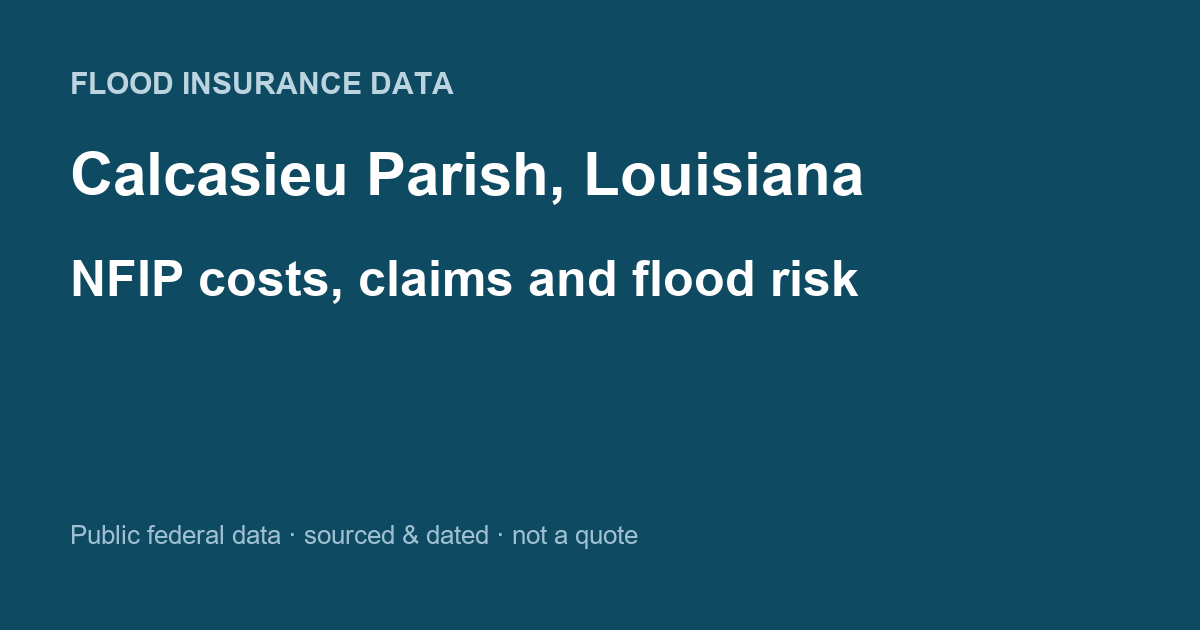 FLOOD INSURANCE DATA
Calcasieu Parish, Louisiana
NFIP costs, claims and flood risk
Public federal data · sourced & dated · not a quote